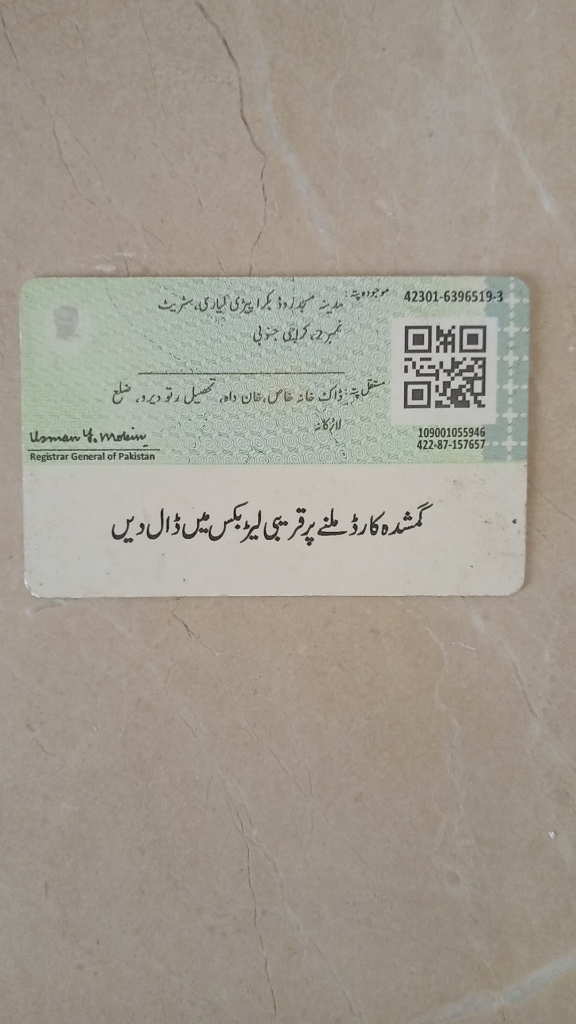 42301-6396519-3
موجودہ پتہ: مدینہ مسجد روڈ بکرا پیڑی لیاری، سٹریٹ
نمبر 2، کراچی جنوبی
مستقل پتہ: ڈاک خانہ خاص، خان واہ، تحصیل رتو ڈیرو، ضلع
لاڑکانہ
109001055946
422-87-157657
Usman Y. Mobin
Registrar General of Pakistan
گمشدہ کارڈ ملنے پر قریبی لیٹر بکس میں ڈال دیں